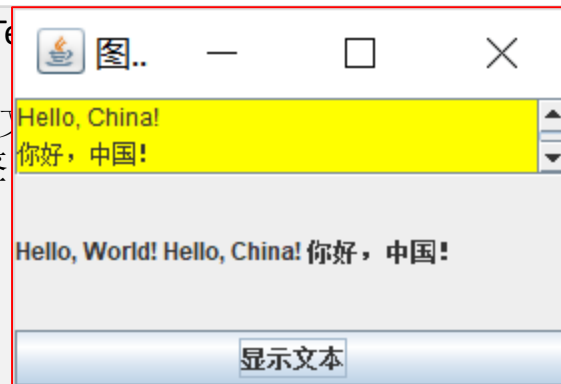 图..
Hello, China!
你好，中国!
Hello, World! Hello, China! 你好，中国!
显示文本